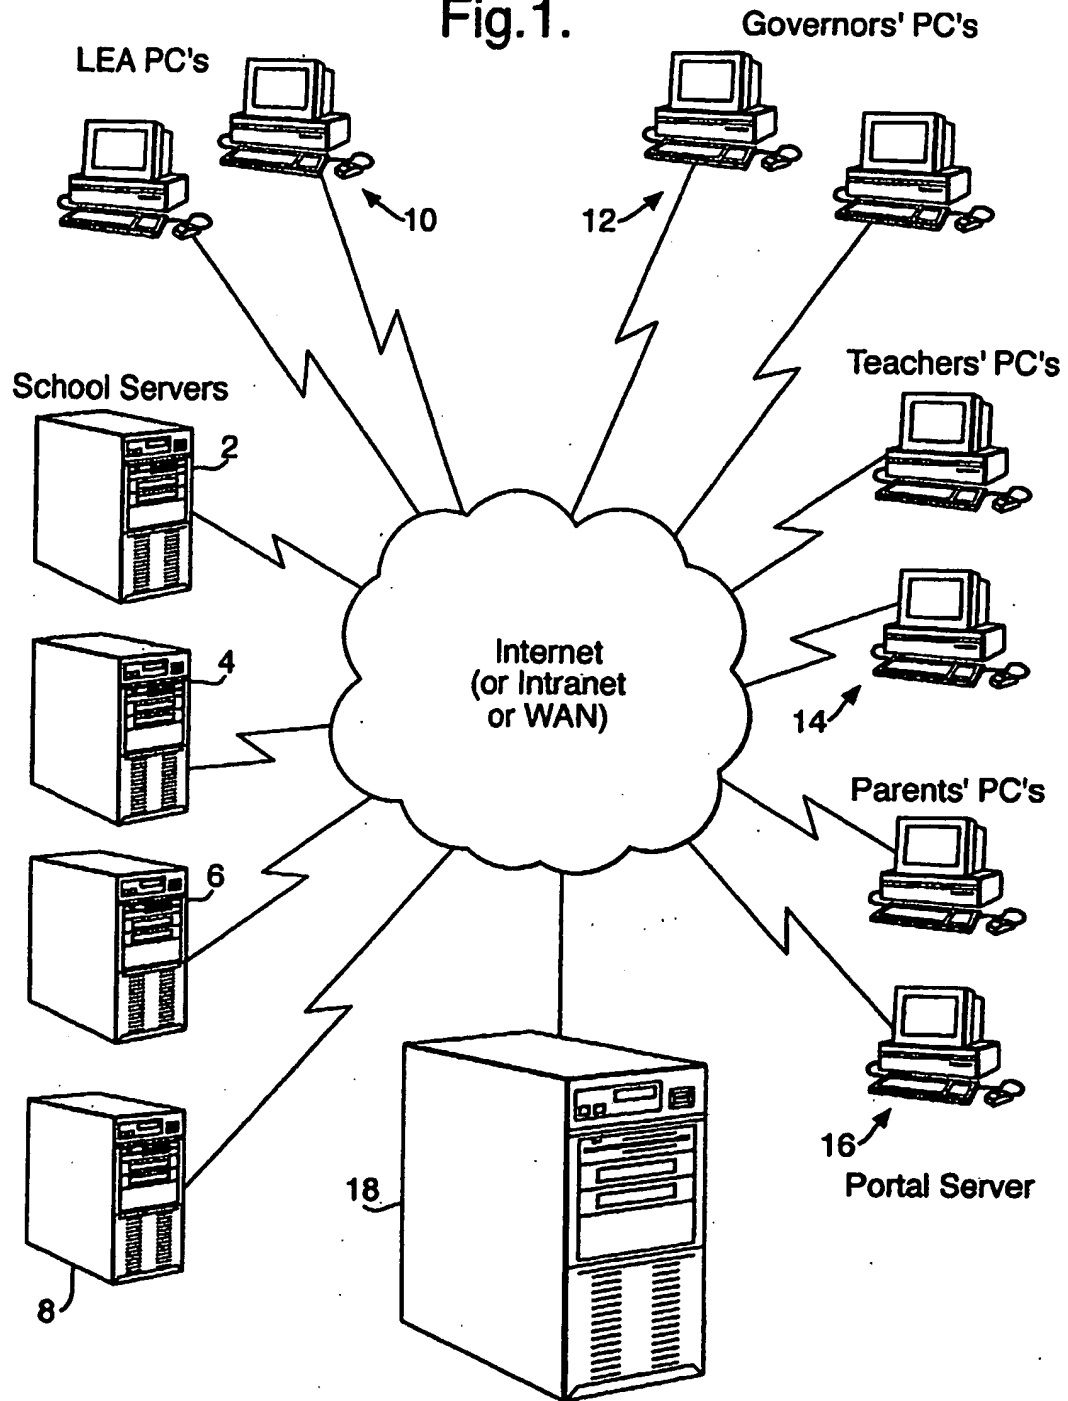 Fig.1.
LEA PC's
Governors' PC's
10
12
School Servers
Teachers' PC's
2
4
Internet
(or Intranet
or WAN)
14
Parents' PC's
6
16
18
Portal Server
8